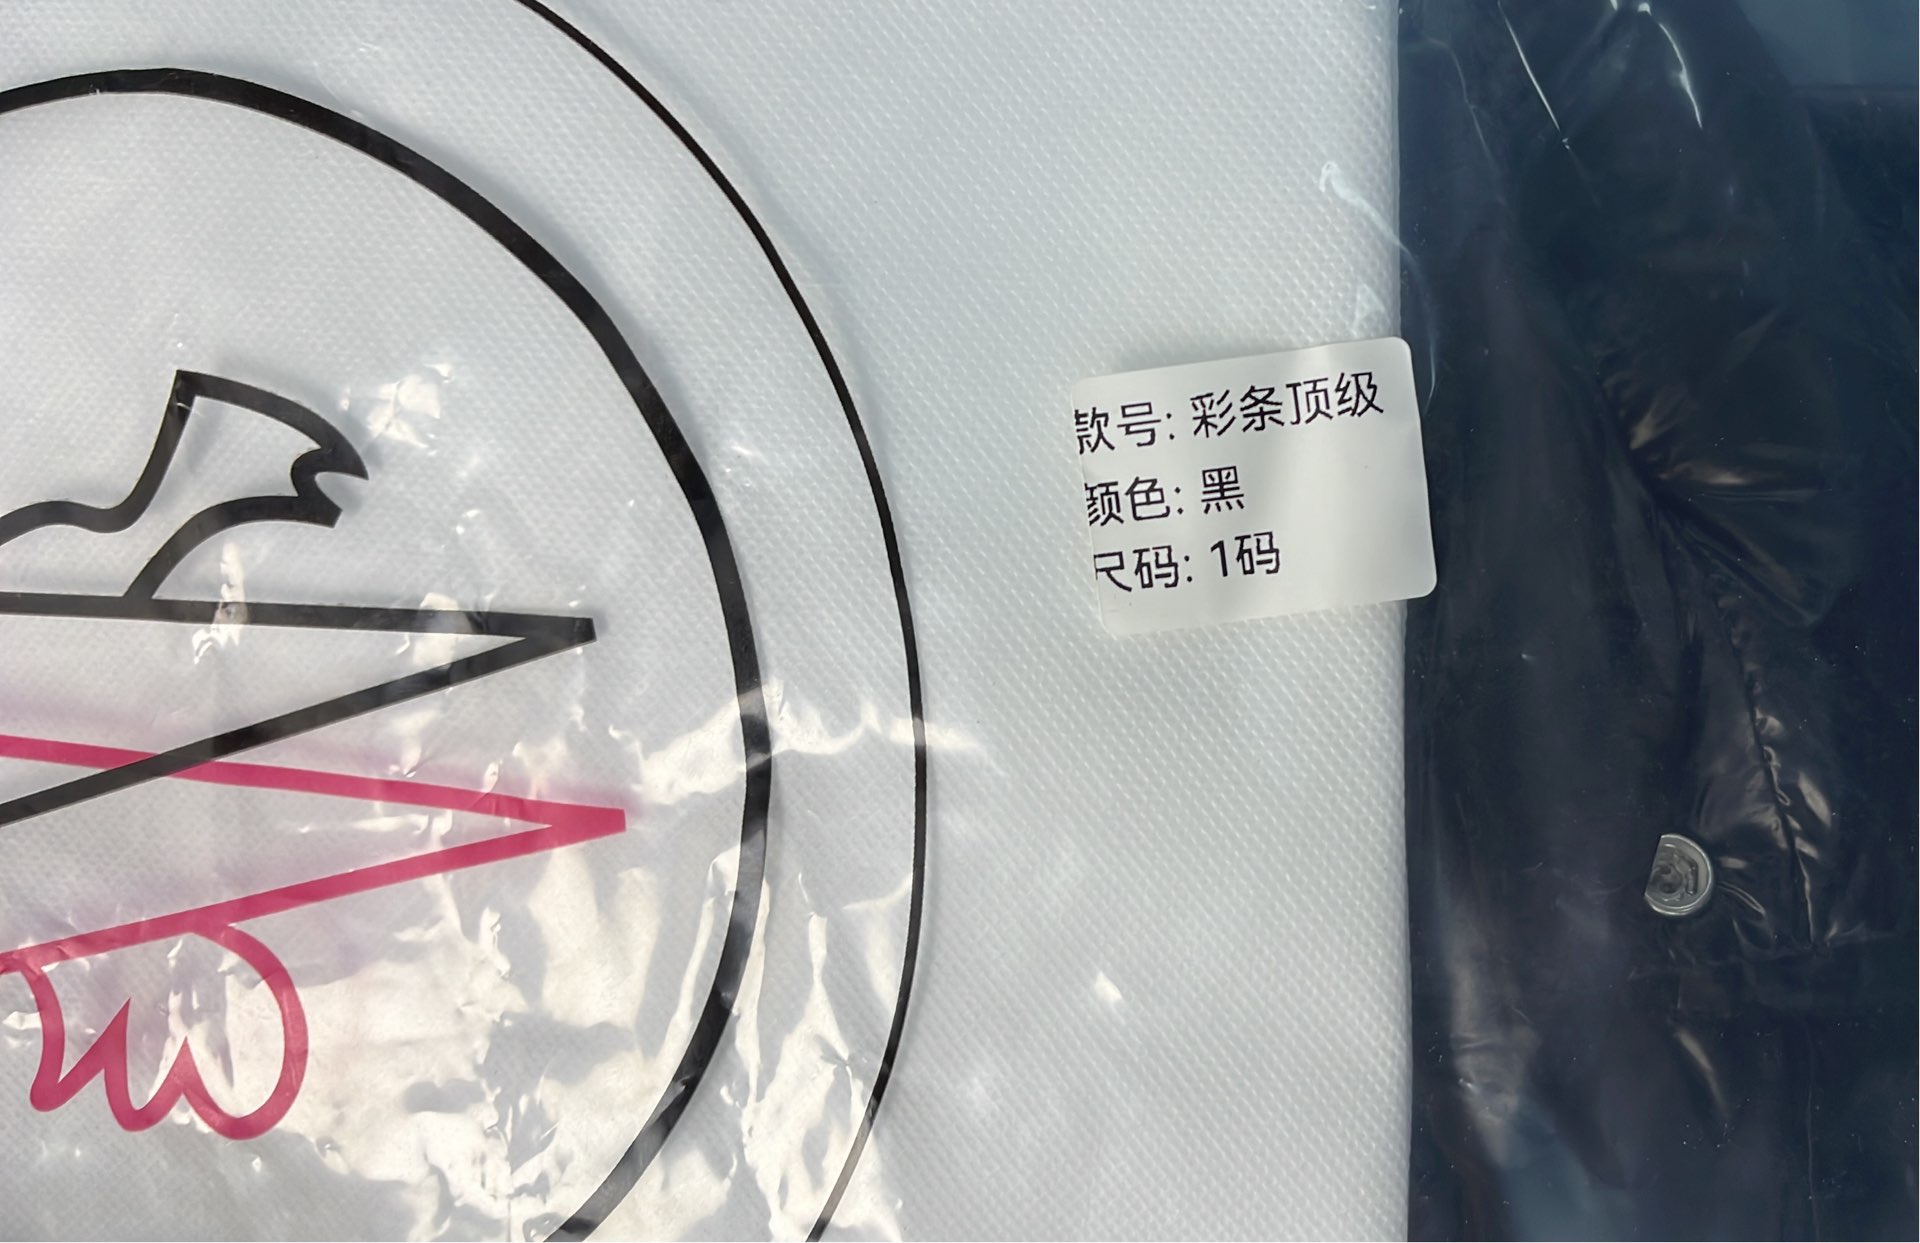 款号: 彩条顶级
颜色: 黑
尺码: 1码